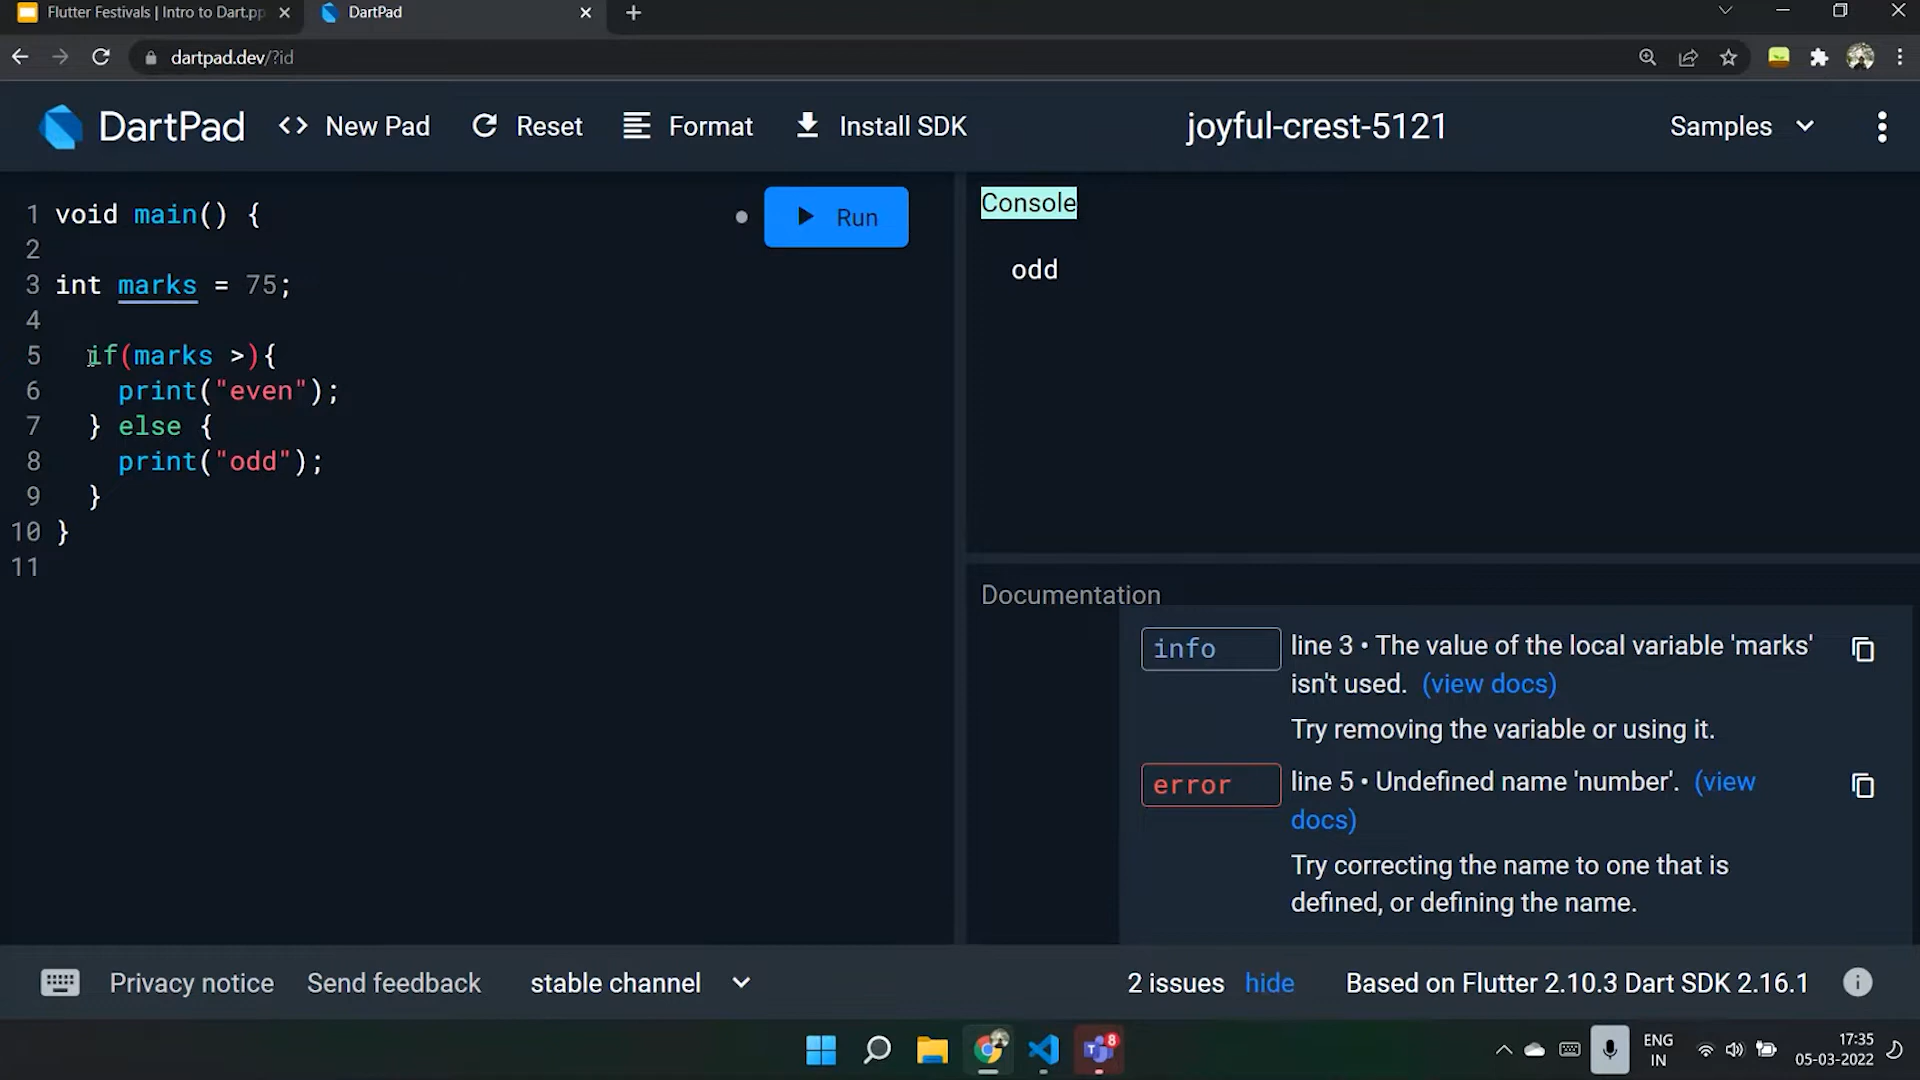 Flutter Festivals | Intro to Dart.pp
DartPad
dartpad.dev/?id
DartPad
<> New Pad
Reset
Format
Install SDK
joyful-crest-5121
Samples
1 void main() {
2
3 int marks = 75;
4
5 if(marks >){
6 print("even");
7 } else {
8 print("odd");
9 }
10 }
11
Run
Console
odd
Documentation
info line 3 • The value of the local variable 'marks'
isn't used. (view docs)
Try removing the variable or using it.
error line 5 • Undefined name 'number'. (view
docs)
Try correcting the name to one that is
defined, or defining the name.
Privacy notice
Send feedback
stable channel
2 issues hide
Based on Flutter 2.10.3 Dart SDK 2.16.1
8
ENG
IN
17:35
05-03-2022